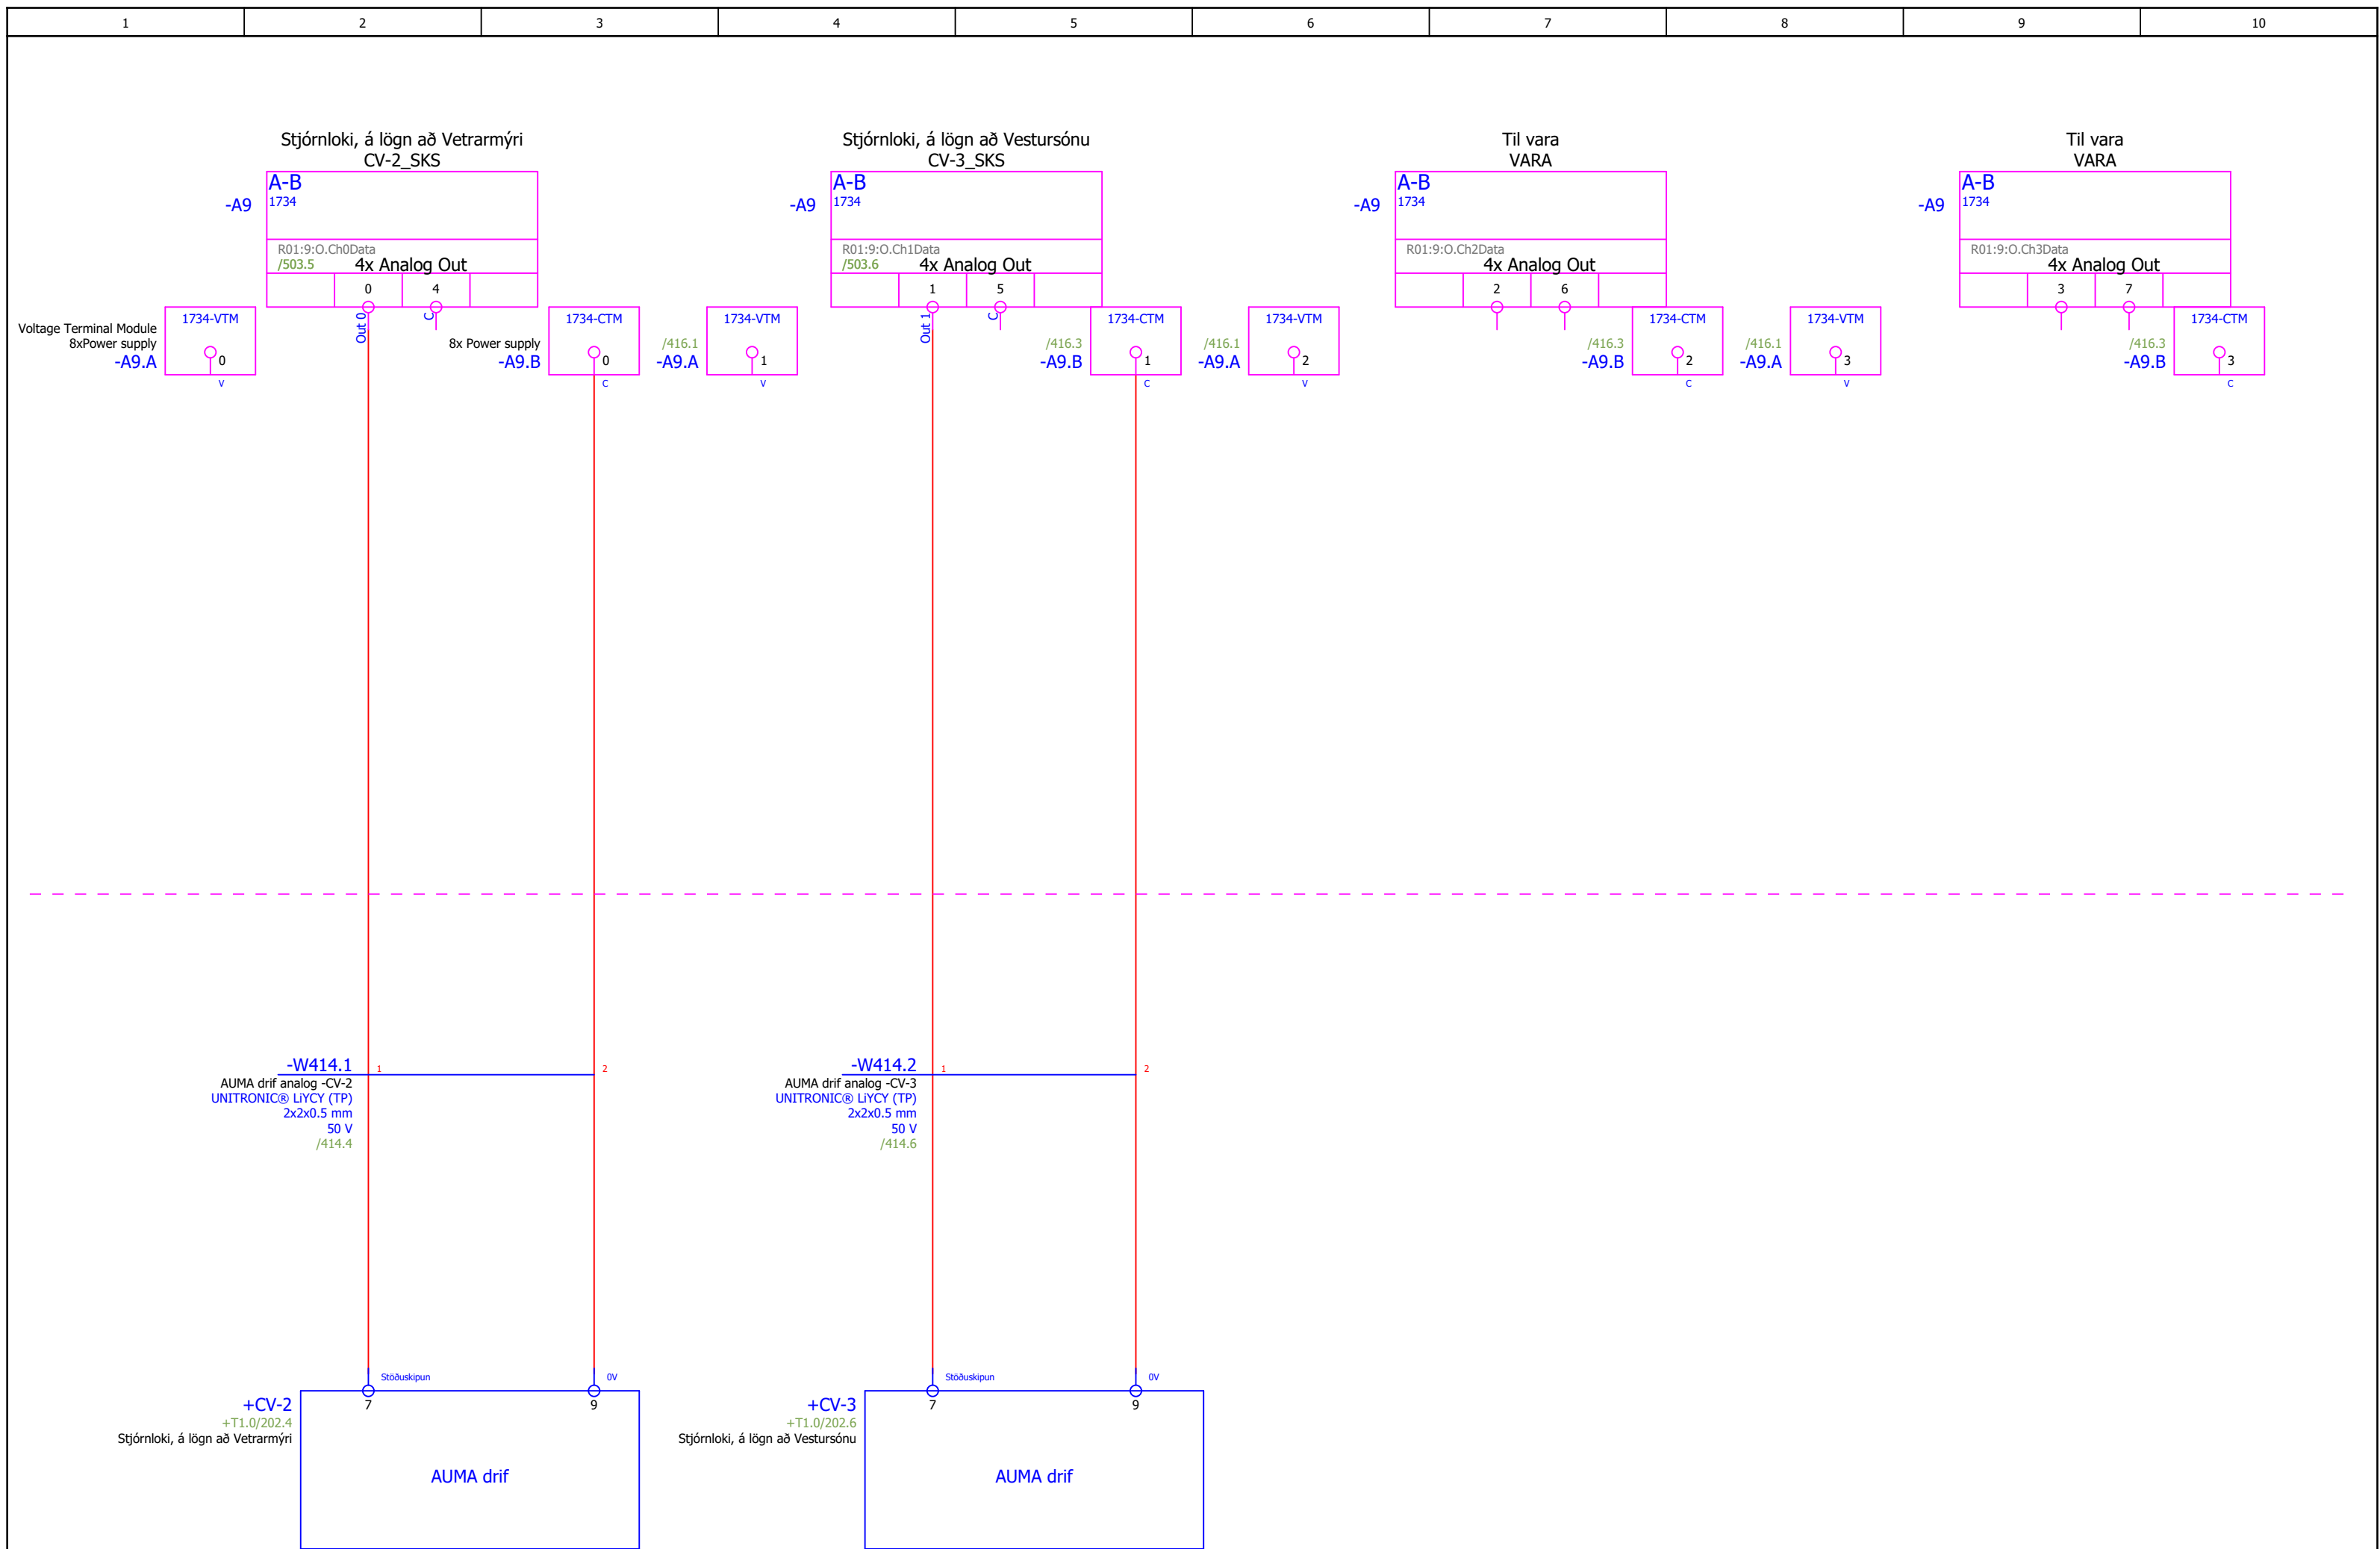 1 2 3 4 5 6 7 8 9 10
Stjórnloki, á lögn að Vetrarmýri
CV-2_SKS
-A9
A-B
1734
R01:9:O.Ch0Data
/503.5
4x Analog Out
0 4
Out 0
C
Stjórnloki, á lögn að Vestursónu
CV-3_SKS
-A9
A-B
1734
R01:9:O.Ch1Data
/503.6
4x Analog Out
1 5
Out 1
C
Til vara
VARA
-A9
A-B
1734
R01:9:O.Ch2Data
4x Analog Out
2 6
Til vara
VARA
-A9
A-B
1734
R01:9:O.Ch3Data
4x Analog Out
3 7
Voltage Terminal Module
8xPower supply
-A9.A
1734-VTM
0
V
8x Power supply
-A9.B
1734-CTM
0
C
/416.1
-A9.A
1734-VTM
1
V
/416.3
-A9.B
1734-CTM
1
C
/416.1
-A9.A
1734-VTM
2
V
/416.3
-A9.B
1734-CTM
2
C
/416.1
-A9.A
1734-VTM
3
V
/416.3
-A9.B
1734-CTM
3
C
-W414.1
1 2
AUMA drif analog -CV-2
UNITRONIC® LiYCY (TP)
2x2x0.5 mm
50 V
/414.4
-W414.2
1 2
AUMA drif analog -CV-3
UNITRONIC® LiYCY (TP)
2x2x0.5 mm
50 V
/414.6
Stöðuskipun 0V
+CV-2
7 9
+T1.0/202.4
Stjórnloki, á lögn að Vetrarmýri
AUMA drif
Stöðuskipun 0V
+CV-3
7 9
+T1.0/202.6
Stjórnloki, á lögn að Vestursónu
AUMA drif